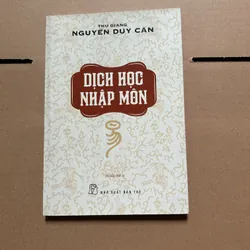 THU GIANG
NGUYỄN DUY CẦN
DỊCH HỌC
NHẬP MÔN
NHÀ XUẤT BẢN TRẺ